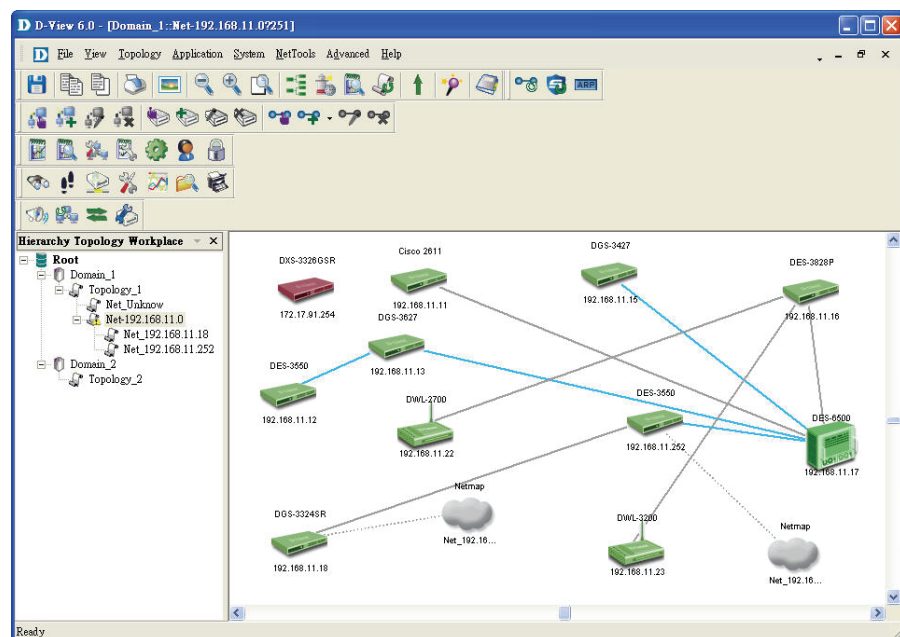 D-View 6.0 - [Domain_1::Net-192.168.11.0?251]
File View Topology Application System NetTools Advanced Help
ARP
Hierarchy Topology Workplace
Root
Domain_1
Topology_1
Net_Unknow
Net-192.168.11.0
Net_192.168.11.18
Net_192.168.11.252
Domain_2
Topology_2
DXS-3326GSR
172.17.91.254
Cisco 2611
192.168.11.11
DGS-3427
192.168.11.15
DES-3828P
192.168.11.16
DGS-3627
192.168.11.13
DES-3550
192.168.11.12
DWL-2700
192.168.11.22
DES-3550
192.168.11.252
DES-6500
192.168.11.17
Netmap
Net_192.16...
DGS-3324SR
192.168.11.18
DWL-3200
192.168.11.23
Netmap
Net_192.16...
Ready